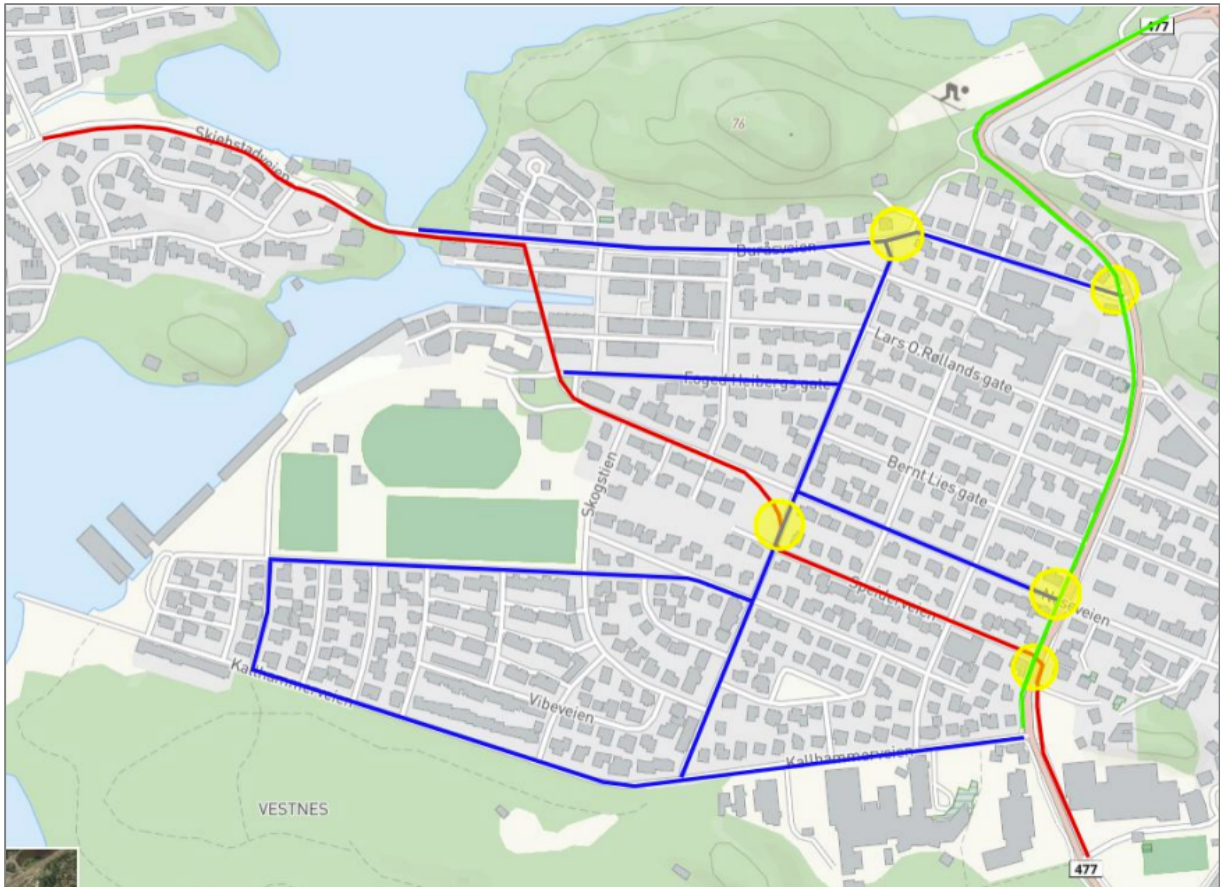 477
Skjebstadveien
76
Buråsveien
Lars O.Røllands gate
Foged Heibergs gate
Bernt Lies gate
Skogstien
Speiderveien
Kallhammerveien
Vibeveien
Kallhammerveien
VESTNES
477